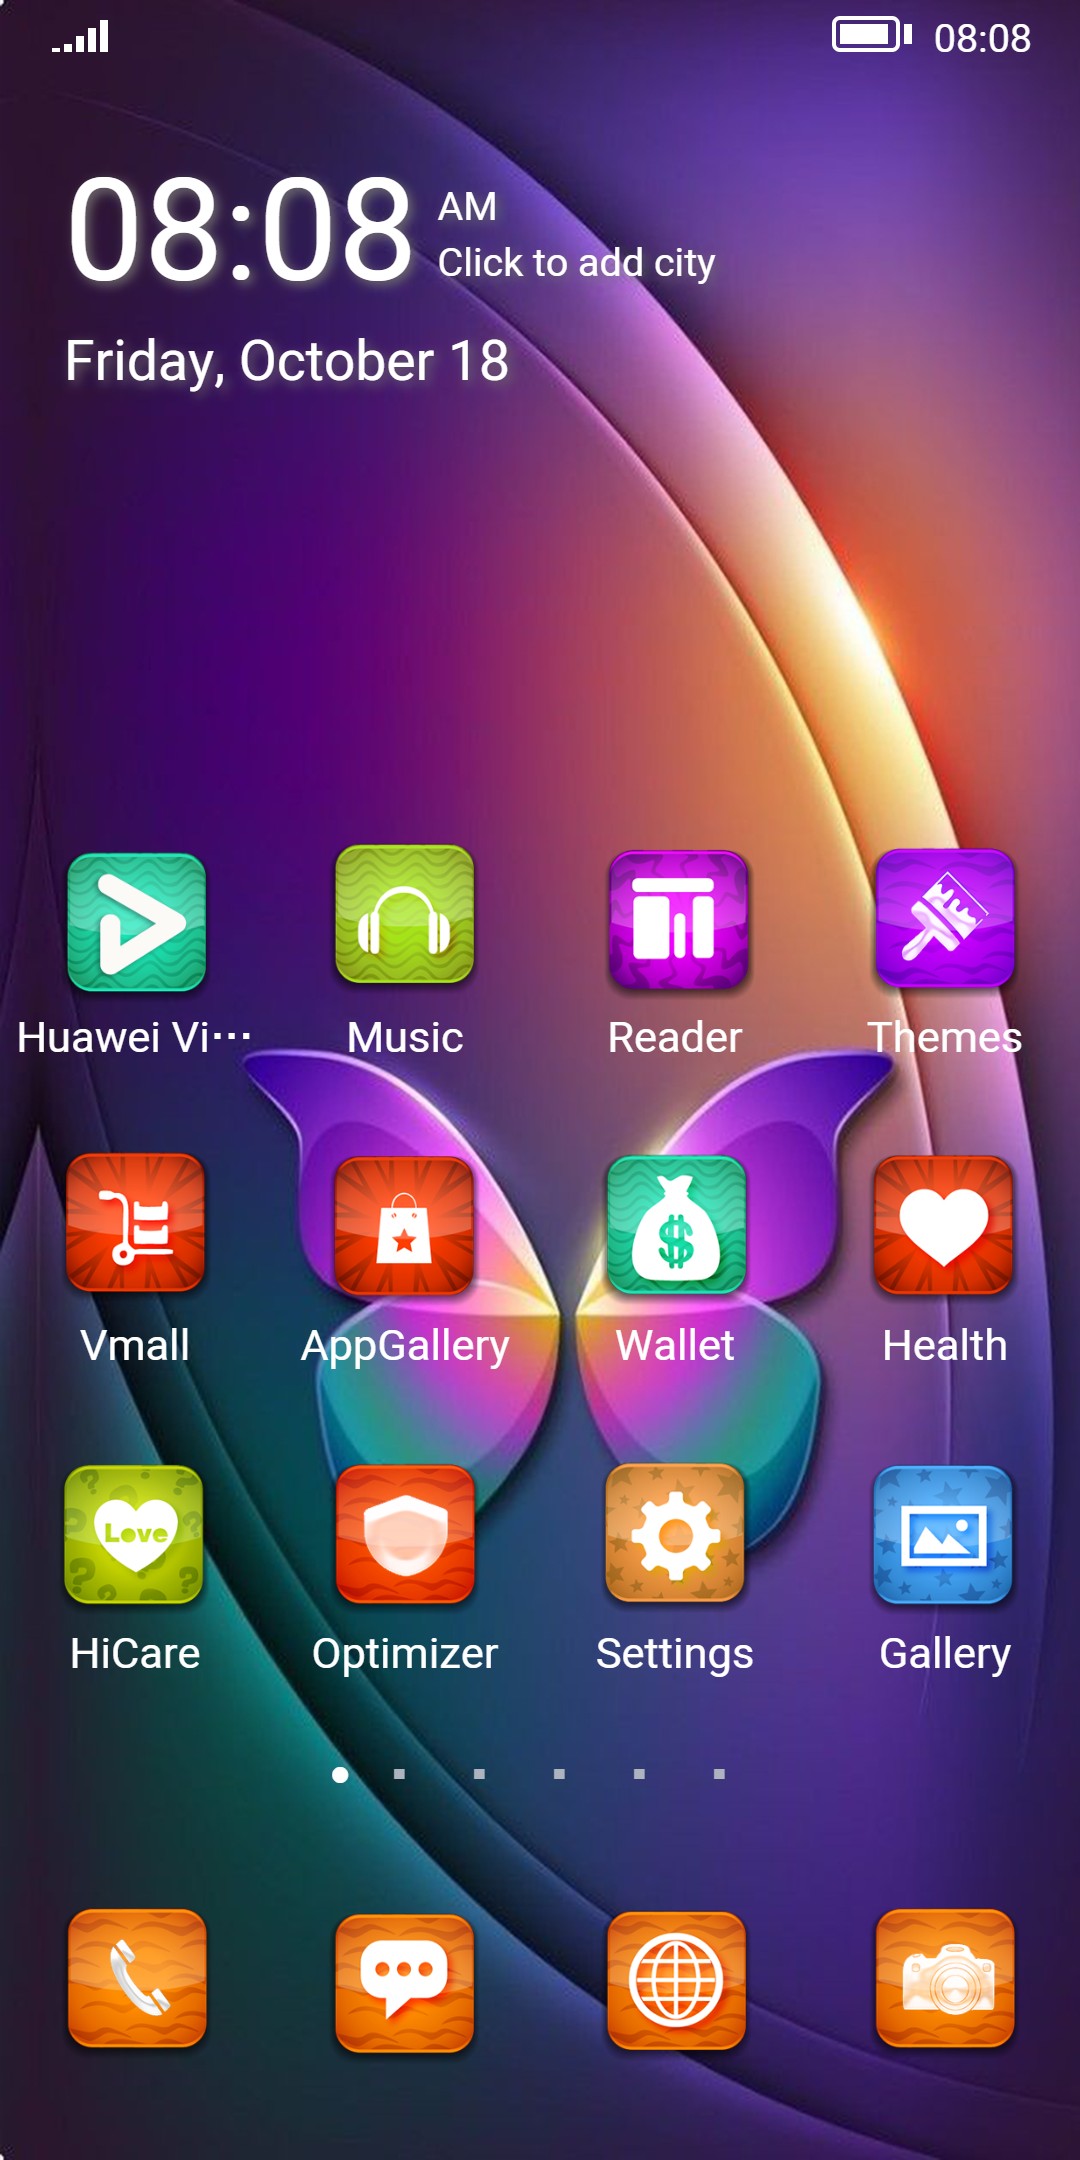 08:08
08:08 AM
Click to add city
Friday, October 18
Huawei Vi··· Music Reader Themes
Vmall AppGallery Wallet Health
$
Love
HiCare Optimizer Settings Gallery